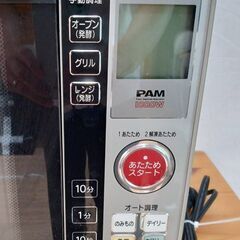 手動調理
オーブン
(発酵)
グリル
レンジ
(発酵)
PAM
1000W
1 あたため 2 解凍あたため
あたため
スタート
オート調理
10分
1分
のみもの
デイリー